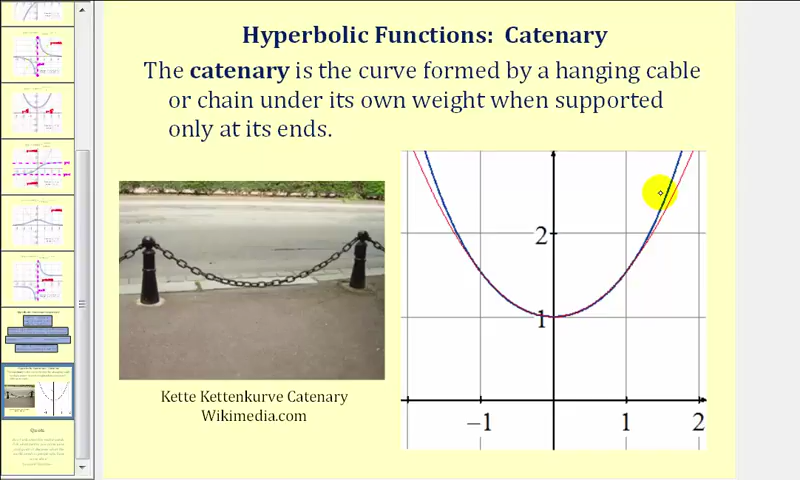 Hyperbolic Functions: Catenary
The catenary is the curve formed by a hanging cable
or chain under its own weight when supported
only at its ends.
2
1
−1
1
2
Kette Kettenkurve Catenary
Wikimedia.com